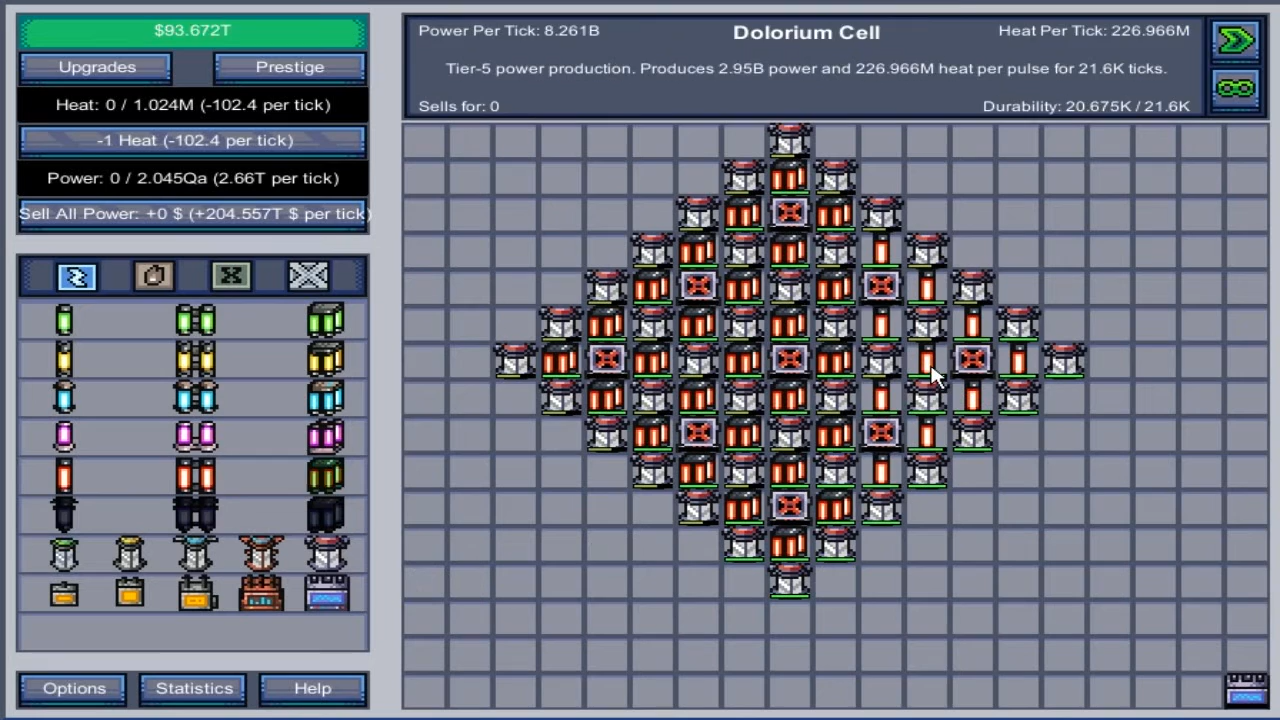 $93.672T
Upgrades
Prestige
Heat: 0 / 1.024M (-102.4 per tick)
-1 Heat (-102.4 per tick)
Power: 0 / 2.045Qa (2.66T per tick)
Sell All Power: +0 $ (+204.557T $ per tick)
Options
Statistics
Help
Power Per Tick: 8.261B
Dolorium Cell
Heat Per Tick: 226.966M
Tier-5 power production. Produces 2.95B power and 226.966M heat per pulse for 21.6K ticks.
Sells for: 0
Durability: 20.675K / 21.6K